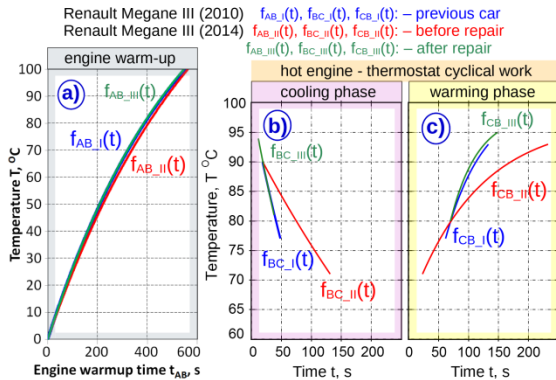 Renault Megane III (2010) f_AB_I(t), f_BC_I(t), f_CB_I(t): – previous car
Renault Megane III (2014) f_AB_II(t), f_BC_II(t), f_CB_II(t): – before repair
f_AB_III(t), f_BC_III(t), f_CB_III(t): – after repair
engine warm-up
hot engine - thermostat cyclical work
cooling phase
warming phase
a)
f_AB_III(t)
f_AB_I(t)
f_AB_II(t)
Temperature T, °C
100
90
80
70
60
50
40
30
20
10
0
0 200 400 600
Engine warmup time t_AB, s
b)
f_BC_III(t)
f_BC_I(t)
f_BC_II(t)
Temperature, T °C
100
95
90
85
80
75
70
65
60
0 50 100 150 200
Time t, s
c)
f_CB_III(t)
f_CB_II(t)
f_CB_I(t)
0 50 100 150 200
Time t, s